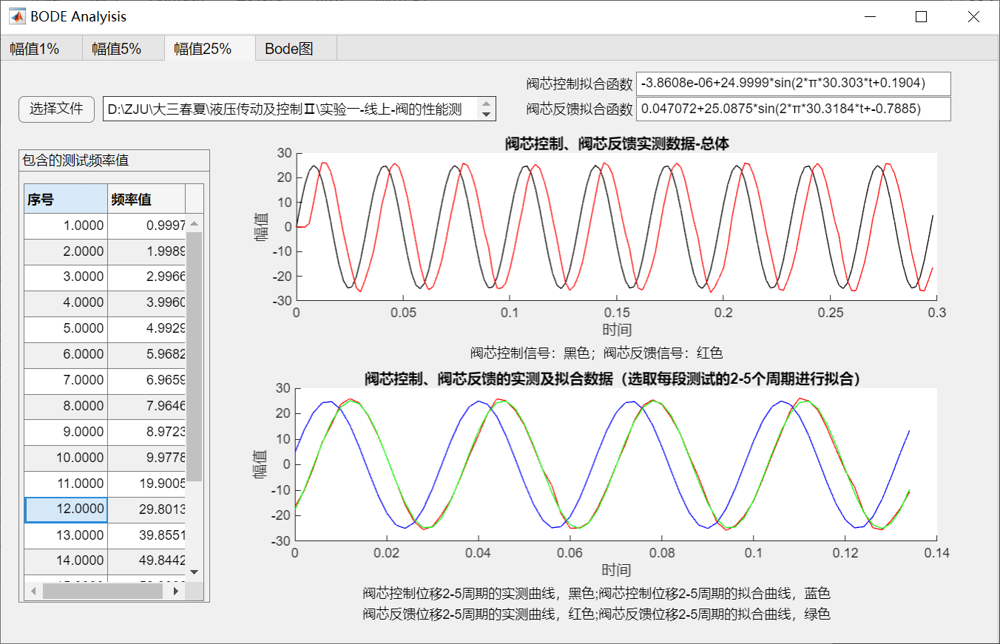 BODE Analyisis
幅值1%
幅值5%
幅值25%
Bode图
阀芯控制拟合函数
-3.8608e-06+24.9999*sin(2*π*30.303*t+0.1904)
选择文件
D:\ZJU\大三春夏\液压传动及控制Ⅱ\实验一-线上-阀的性能测
阀芯反馈拟合函数
0.047072+25.0875*sin(2*π*30.3184*t+-0.7885)
包含的测试频率值
序号 频率值
1.0000 0.9997
2.0000 1.9989
3.0000 2.9966
4.0000 3.9960
5.0000 4.9929
6.0000 5.9682
7.0000 6.9659
8.0000 7.9646
9.0000 8.9723
10.0000 9.9778
11.0000 19.9005
12.0000 29.8013
13.0000 39.8551
14.0000 49.8442
阀芯控制、阀芯反馈实测数据-总体
30
20
10
0
-10
-20
-30
幅值
0 0.05 0.1 0.15 0.2 0.25 0.3
时间
阀芯控制信号：黑色；阀芯反馈信号：红色
阀芯控制、阀芯反馈的实测及拟合数据（选取每段测试的2-5个周期进行拟合）
30
20
10
0
-10
-20
-30
幅值
0 0.02 0.04 0.06 0.08 0.1 0.12 0.14
时间
阀芯控制位移2-5周期的实测曲线，黑色;阀芯控制位移2-5周期的拟合曲线，蓝色
阀芯反馈位移2-5周期的实测曲线，红色;阀芯反馈位移2-5周期的拟合曲线，绿色